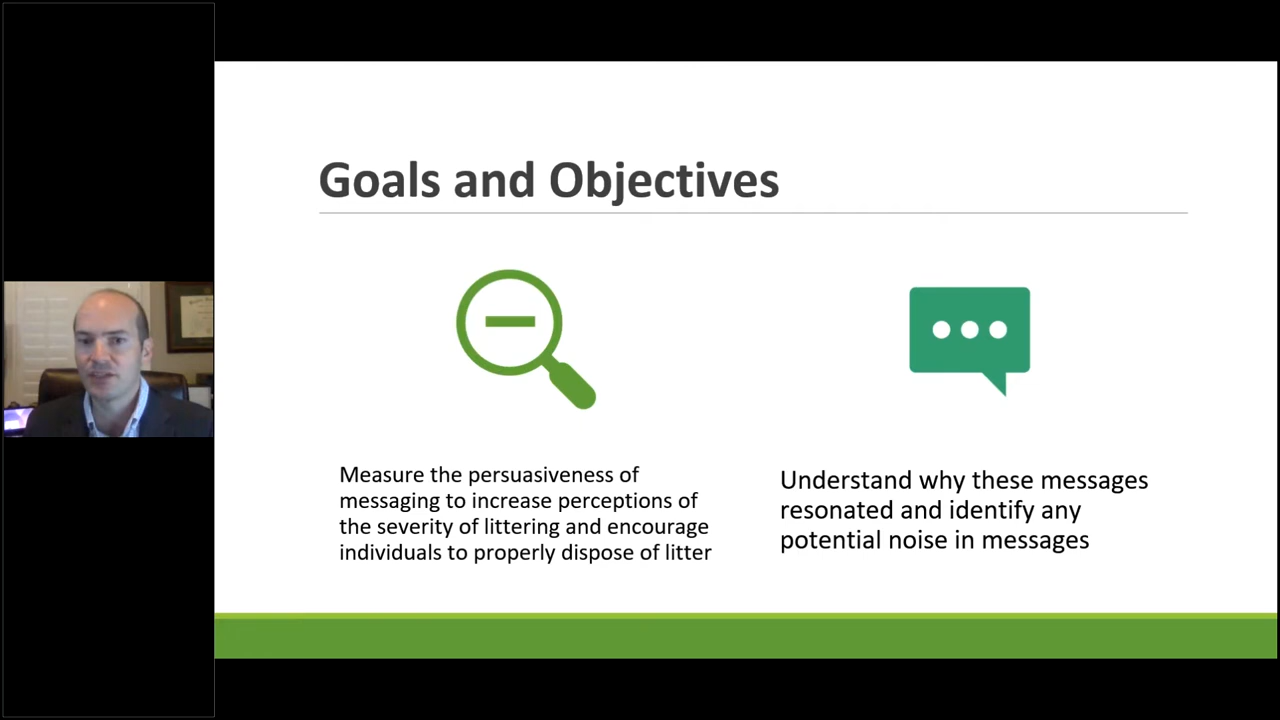 Goals and Objectives
Measure the persuasiveness of
messaging to increase perceptions of
the severity of littering and encourage
individuals to properly dispose of litter
Understand why these messages
resonated and identify any
potential noise in messages